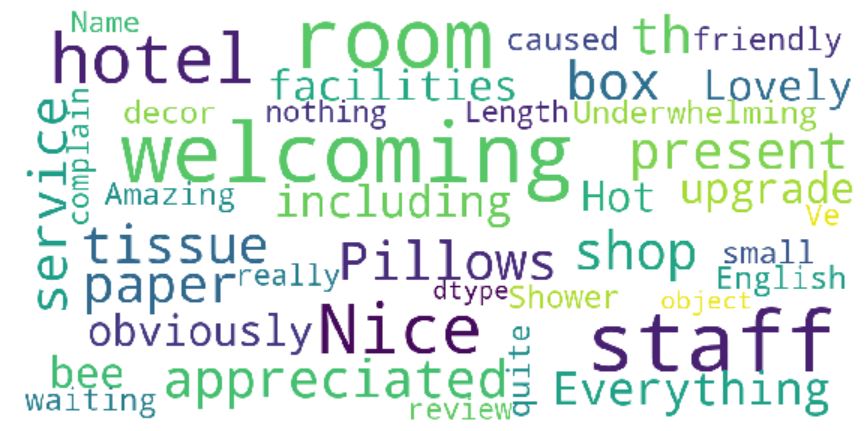 Name
hotel
room
caused
th
friendly
facilities
box
Lovely
service
complain
decor
nothing
Length
Underwhelming
welcoming
present
Amazing
including
Hot
upgrade
Ve
tissue
Pillows
shop
small
paper
really
English
dtype
Shower
object
obviously
Nice
quite
staff
bee
appreciated
Everything
waiting
review